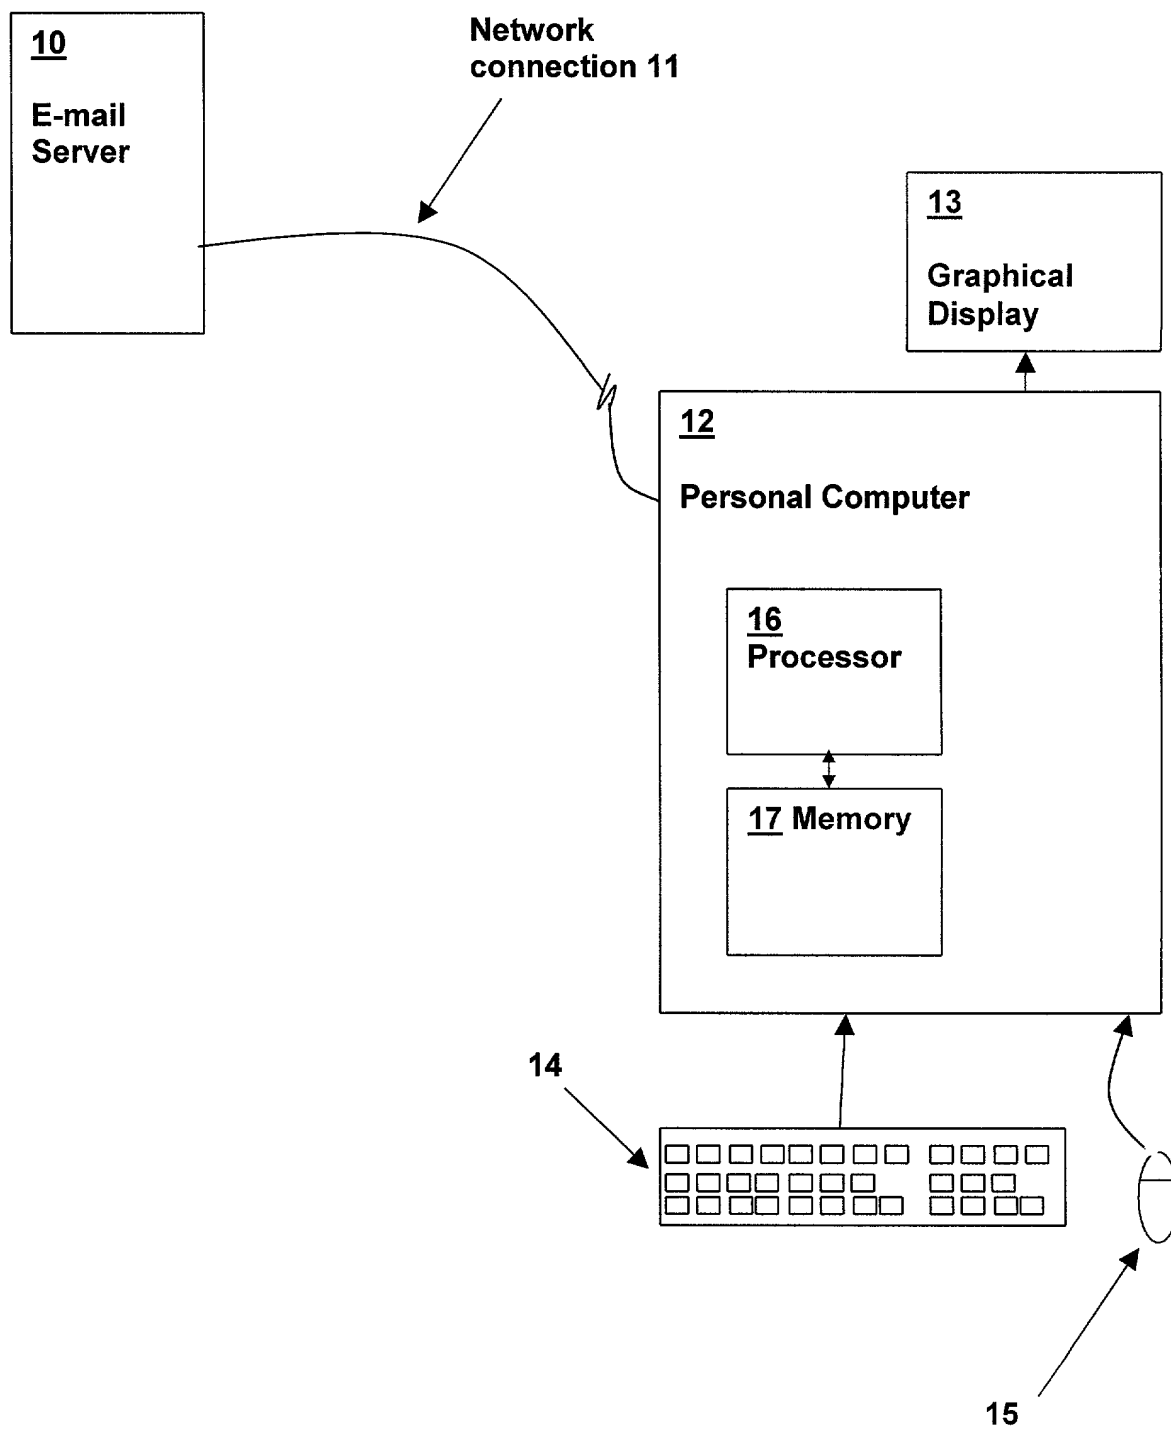 10
E-mail
Server
Network
connection 11
13
Graphical
Display
12
Personal Computer
16
Processor
17 Memory
14
15